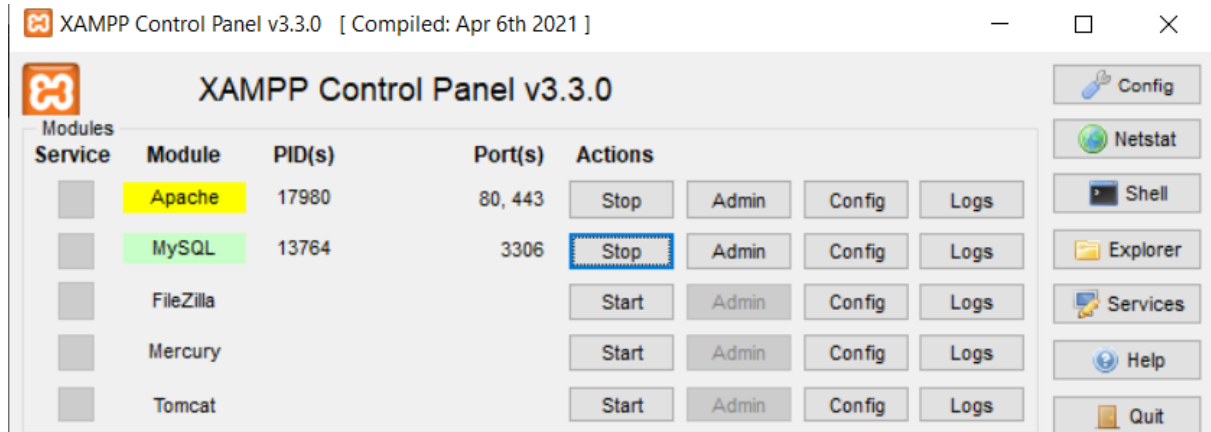 XAMPP Control Panel v3.3.0 [ Compiled: Apr 6th 2021 ]
XAMPP Control Panel v3.3.0
Config
Modules
Netstat
Service Module PID(s) Port(s) Actions
Apache 17980 80, 443 Stop Admin Config Logs
Shell
MySQL 13764 3306 Stop Admin Config Logs
Explorer
FileZilla Start Admin Config Logs
Services
Mercury Start Admin Config Logs
Help
Tomcat Start Admin Config Logs
Quit